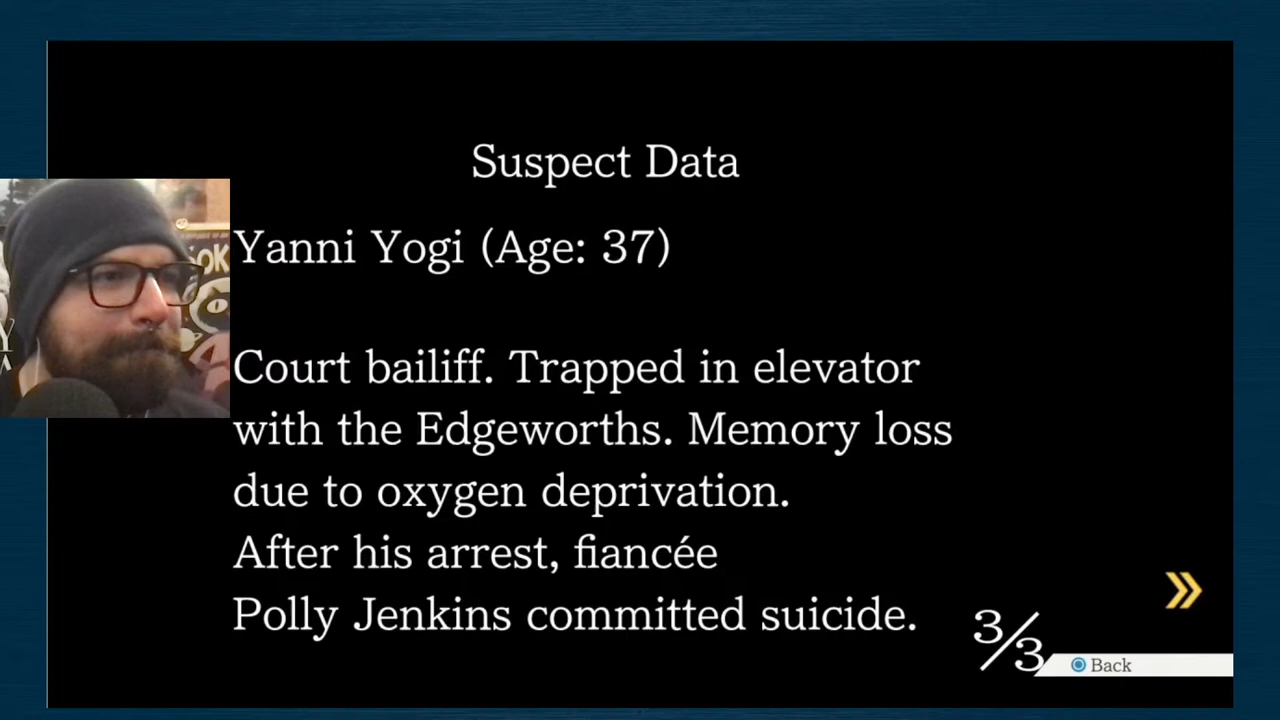 Suspect Data
Yanni Yogi (Age: 37)
Court bailiff. Trapped in elevator
with the Edgeworths. Memory loss
due to oxygen deprivation.
After his arrest, fiancée
Polly Jenkins committed suicide.
3/3
Back